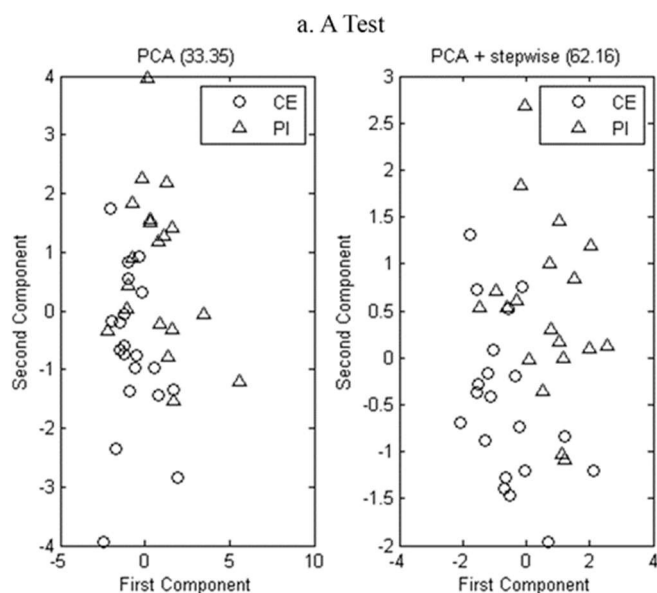 a. A Test
PCA (33.35)
4
3
2
1
0
-1
-2
-3
-4
Second Component
CE
PI
-5
0
5
10
First Component
PCA + stepwise (62.16)
3
2.5
2
1.5
1
0.5
0
-0.5
-1
-1.5
-2
Second Component
CE
PI
-4
-2
0
2
4
First Component